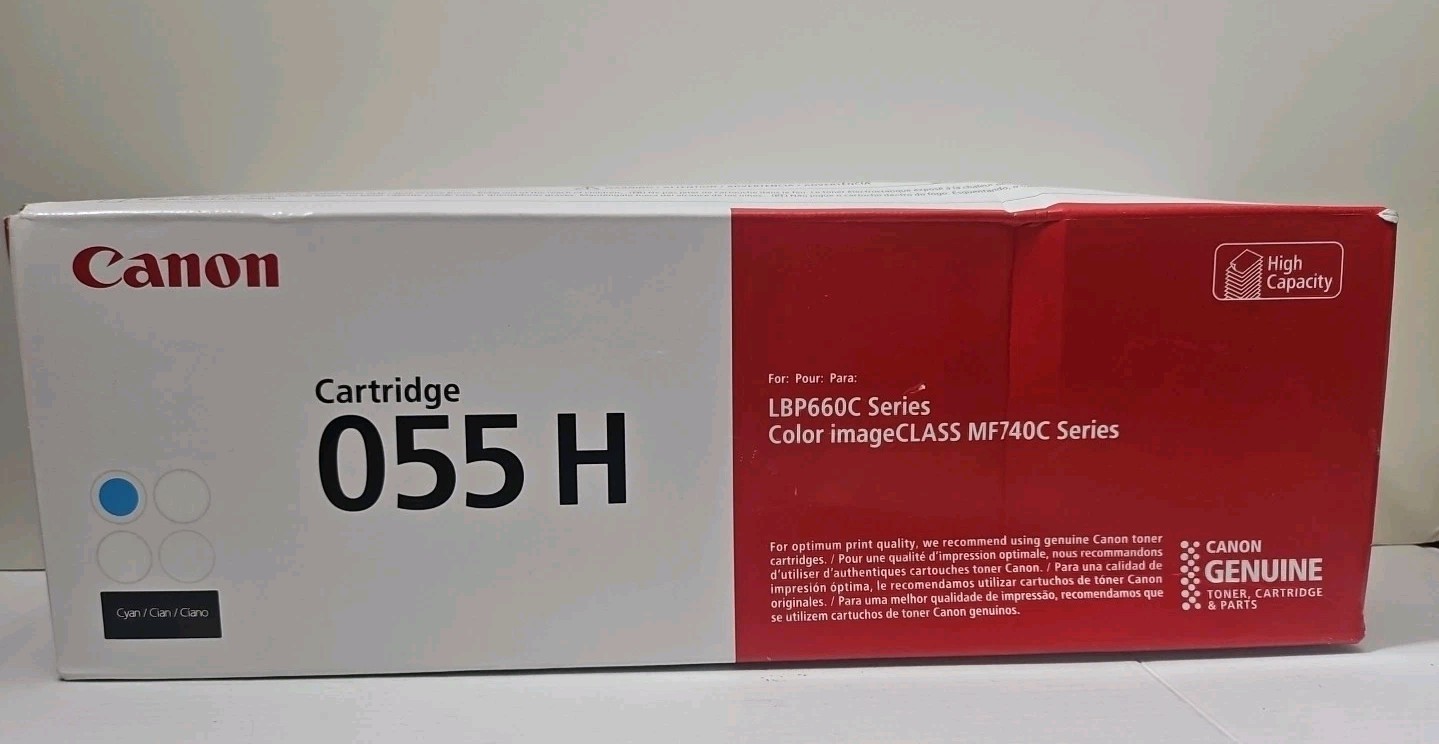 Canon
Cartridge
055 H
Cyan / Cian / Ciano
High
Capacity
For: Pour: Para:
LBP660C Series
Color imageCLASS MF740C Series
For optimum print quality, we recommend using genuine Canon toner
cartridges. / Pour une qualité d'impression optimale, nous recommandons
d'utiliser d'authentiques cartouches toner Canon. / Para una calidad de
impresión óptima, le recomendamos utilizar cartuchos de tóner Canon
originales. / Para uma melhor qualidade de impressão, recomendamos que
se utilizem cartuchos de toner Canon genuínos.
CANON
GENUINE
TONER, CARTRIDGE
& PARTS